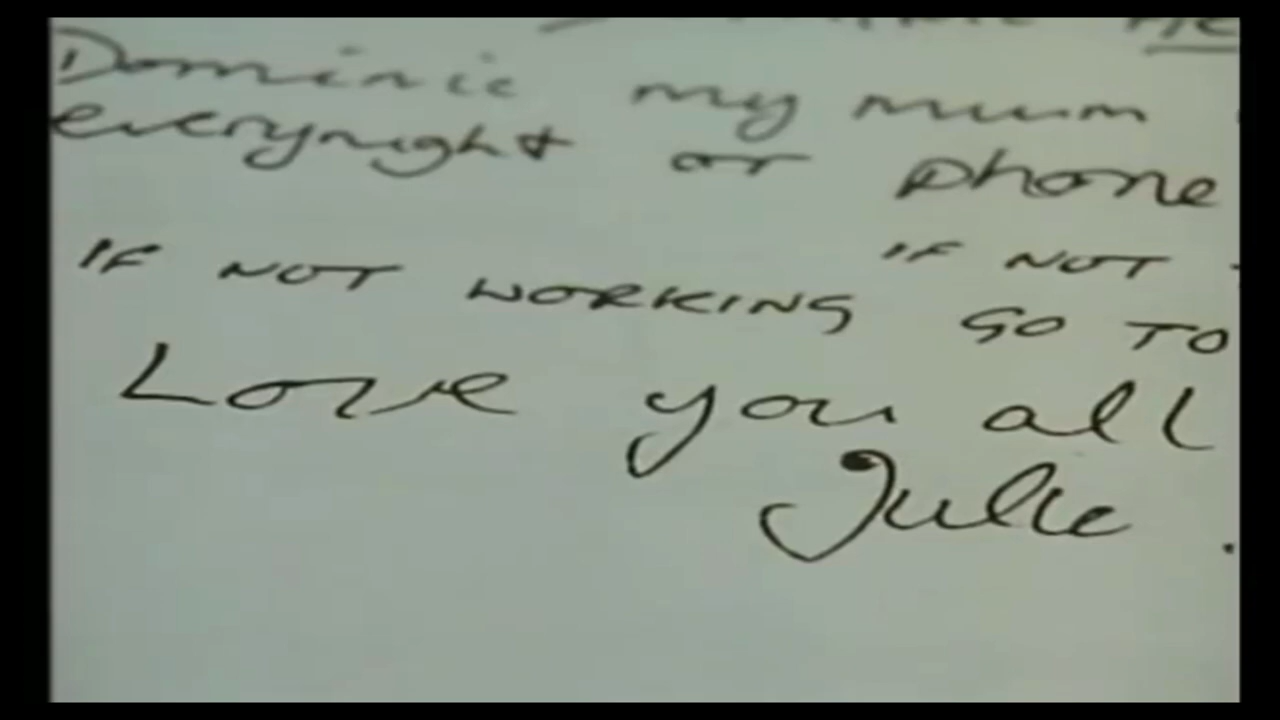 Dominic my mum
everynight or phone
IF NOT
IF NOT WORKING GO TO
Love you all
Julie.